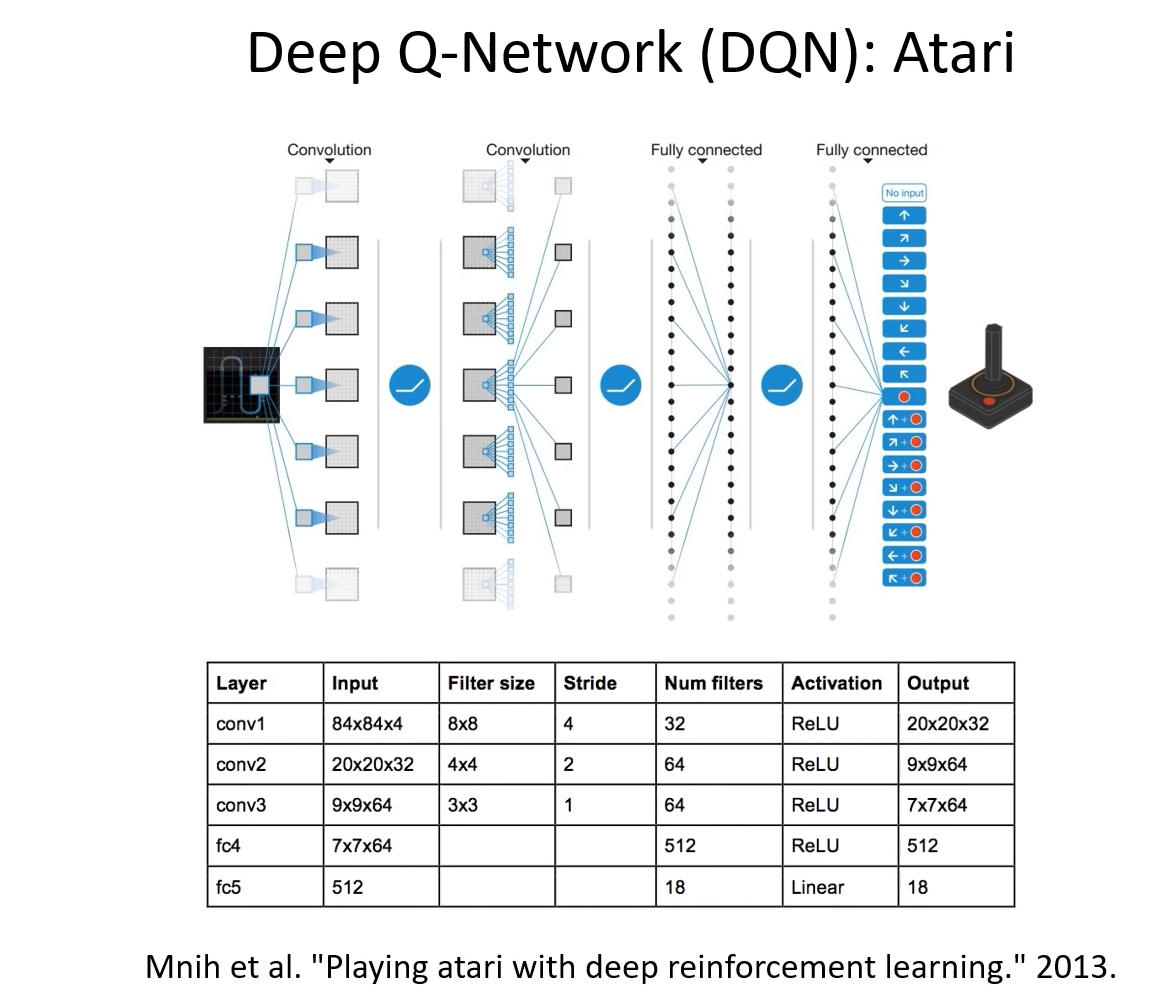 Deep Q-Network (DQN): Atari
Convolution Convolution Fully connected Fully connected
No input
Layer Input Filter size Stride Num filters Activation Output
conv1 84x84x4 8x8 4 32 ReLU 20x20x32
conv2 20x20x32 4x4 2 64 ReLU 9x9x64
conv3 9x9x64 3x3 1 64 ReLU 7x7x64
fc4 7x7x64 512 ReLU 512
fc5 512 18 Linear 18
Mnih et al. "Playing atari with deep reinforcement learning." 2013.